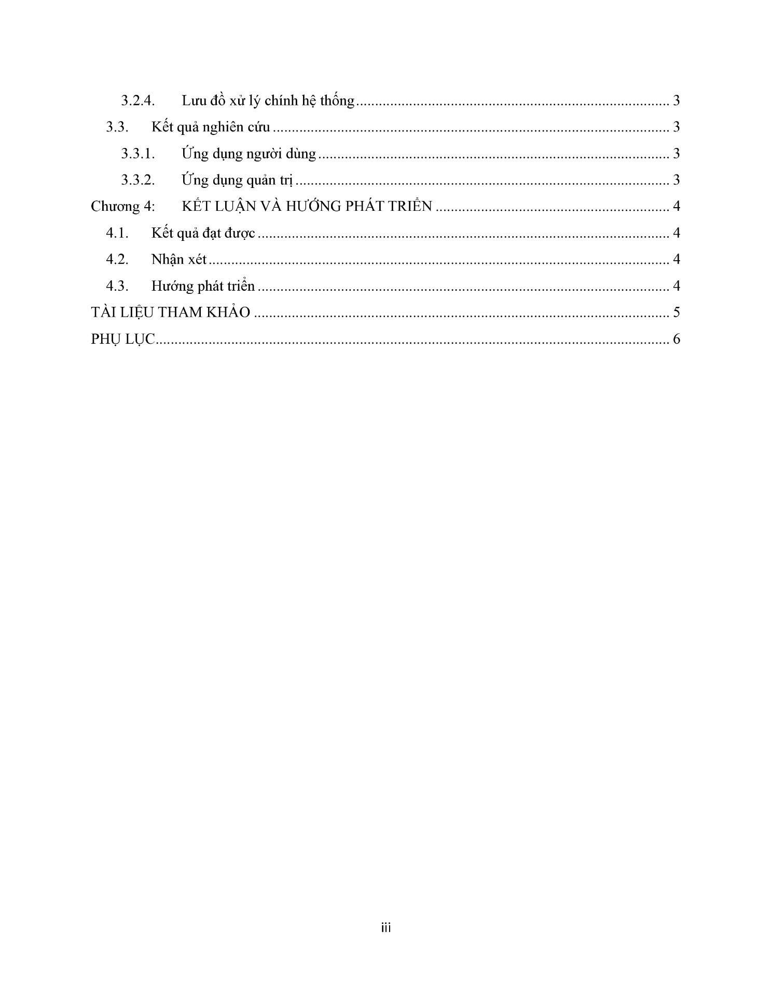 3.2.4. Lưu đồ xử lý chính hệ thống ........................................ 3
3.3. Kết quả nghiên cứu ........................................ 3
3.3.1. Ứng dụng người dùng ........................................ 3
3.3.2. Ứng dụng quản trị ........................................ 3
Chương 4: KẾT LUẬN VÀ HƯỚNG PHÁT TRIỂN ........................................ 4
4.1. Kết quả đạt được ........................................ 4
4.2. Nhận xét ........................................ 4
4.3. Hướng phát triển ........................................ 4
TÀI LIỆU THAM KHẢO ........................................ 5
PHỤ LỤC ........................................ 6
iii